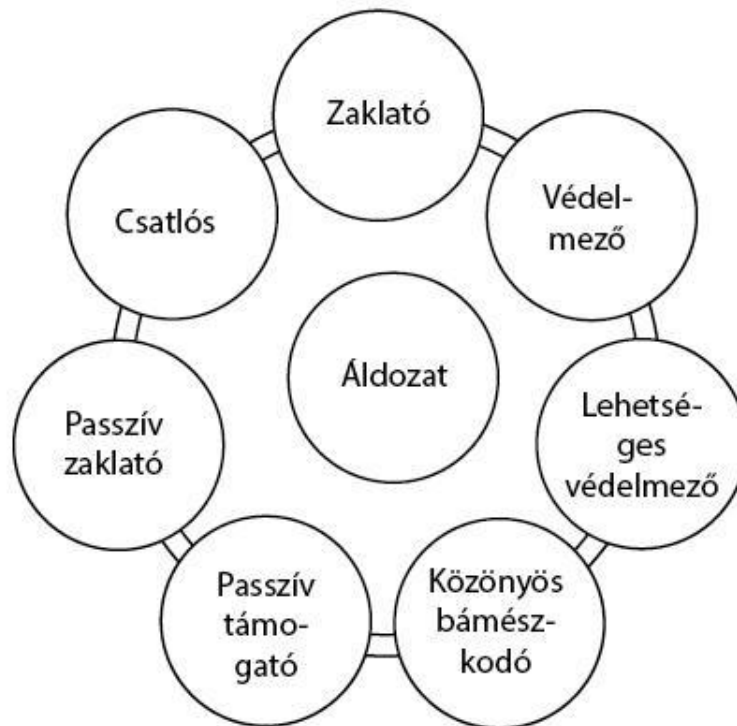 Zaklató
Védel-
mező
Csatlós
Áldozat
Lehetsé-
ges
védelmező
Passzív
zaklató
Közönyös
bámész-
kodó
Passzív
támo-
gató